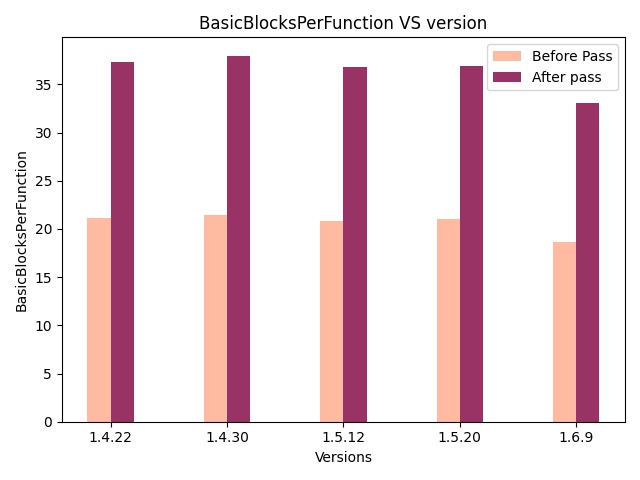 BasicBlocksPerFunction VS version
Before Pass
After pass
BasicBlocksPerFunction
35
30
25
20
15
10
5
0
1.4.22 1.4.30 1.5.12 1.5.20 1.6.9
Versions